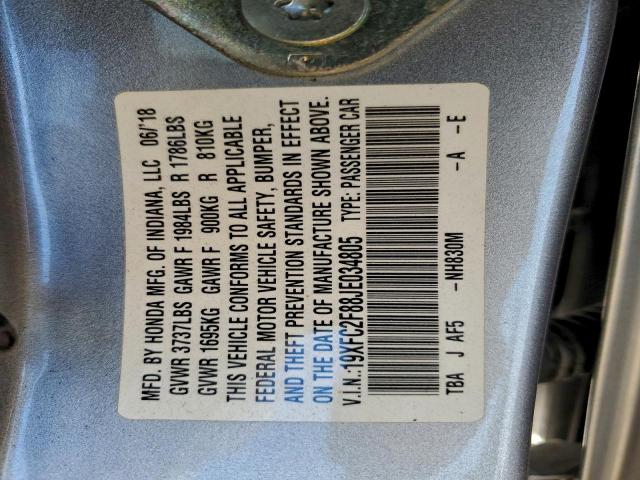 MFD. BY HONDA MFG. OF INDIANA, LLC 06/'18
GVWR 3737LBS GAWR F 1984LBS R 1786LBS
GVWR 1695KG GAWR F 900KG R 810KG
THIS VEHICLE CONFORMS TO ALL APPLICABLE
FEDERAL MOTOR VEHICLE SAFETY, BUMPER,
AND THEFT PREVENTION STANDARDS IN EFFECT
ON THE DATE OF MANUFACTURE SHOWN ABOVE.
V.I.N.:19XFC2F88JE034805 TYPE: PASSENGER CAR
TBA J AF5 -NH830M -A -E